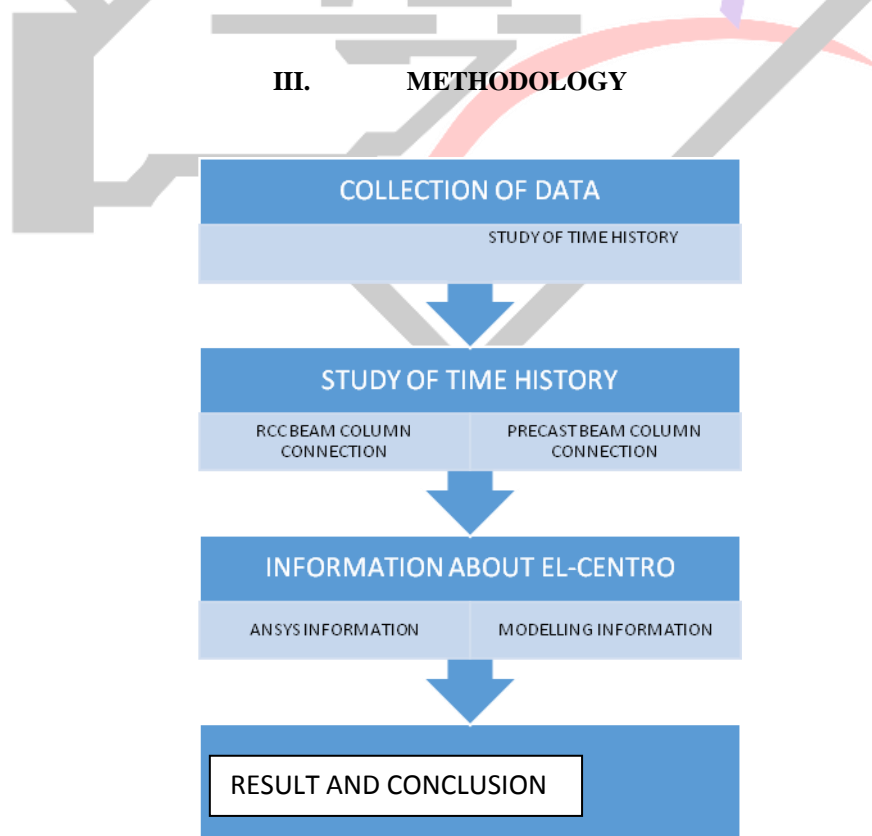 III. METHODOLOGY
COLLECTION OF DATA
STUDY OF TIME HISTORY
STUDY OF TIME HISTORY
RCC BEAM COLUMN
CONNECTION
PRECAST BEAM COLUMN
CONNECTION
INFORMATION ABOUT EL-CENTRO
ANSYS INFORMATION
MODELLING INFORMATION
RESULT AND CONCLUSION